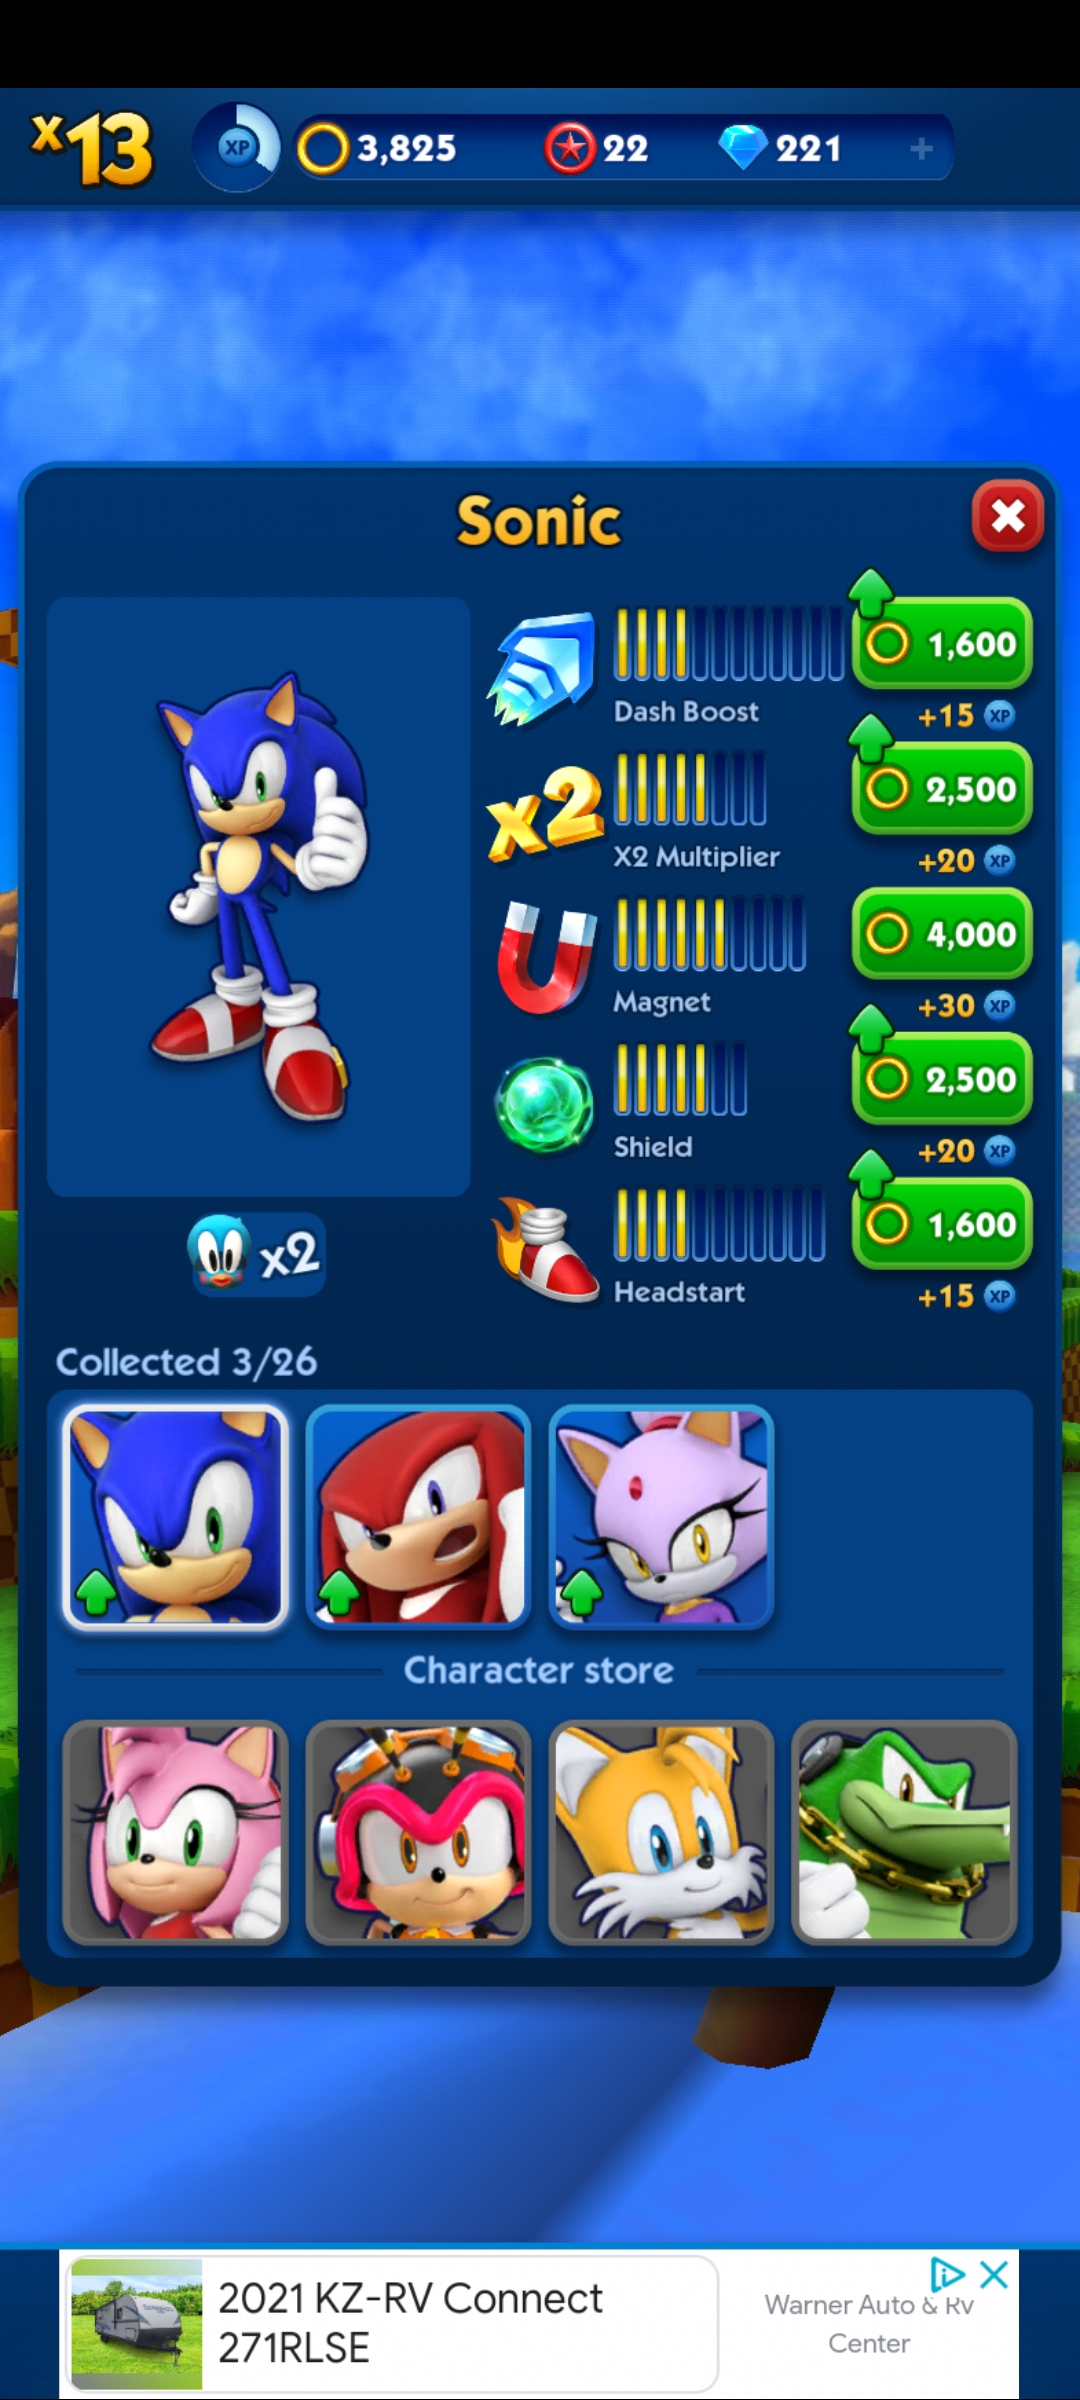 x13
XP
3,825
22
221
+
Sonic
1,600
Dash Boost
+15 XP
x2
2,500
X2 Multiplier
+20 XP
4,000
Magnet
+30 XP
2,500
Shield
+20 XP
1,600
Headstart
+15 XP
x2
Collected 3/26
Character store
2021 KZ-RV Connect
271RLSE
Warner Auto & Rv
Center